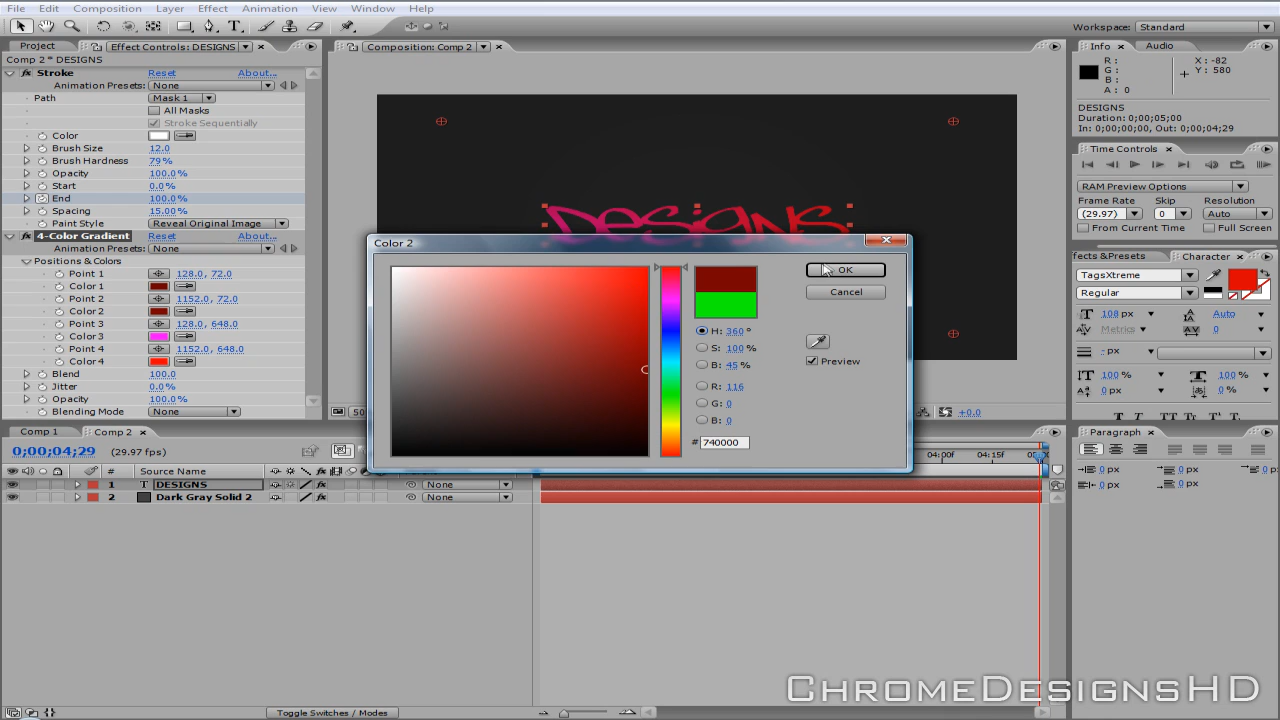 File Edit Composition Layer Effect Animation View Window Help
Workspace: Standard
Project Effect Controls: DESIGNS
Comp 2 * DESIGNS
Stroke Reset About...
Animation Presets: None
Path Mask 1
All Masks
Stroke Sequentially
Color
Brush Size 12.0
Brush Hardness 79%
Opacity 100.0%
Start 0.0%
End 100.0%
Spacing 15.00%
Paint Style Reveal Original Image
4-Color Gradient Reset About...
Animation Presets: None
Positions & Colors
Point 1 128.0, 72.0
Color 1
Point 2 1152.0, 72.0
Color 2
Point 3 128.0, 648.0
Color 3
Point 4 1152.0, 648.0
Color 4
Blend 100.0
Jitter 0.0%
Opacity 100.0%
Blending Mode None
Composition: Comp 2
DESIGNS
50
+0.0
Color 2
OK
Cancel
H: 360 °
S: 100 %
B: 45 %
R: 116
G: 0
B: 0
# 740000
Preview
Info Audio
R :
G :
B :
A : 0
X : -82
Y : 580
DESIGNS
Duration: 0;00;05;00
In: 0;00;00;00, Out: 0;00;04;29
Time Controls
RAM Preview Options
Frame Rate Skip Resolution
(29.97) 0 Auto
From Current Time Full Screen
ffects &Presets Character
TagsXtreme
Regular
108 px Auto
Metrics 0
- px
100 % 100 %
0 px 0 %
T T TT Tr T' T,
Paragraph
0 px 0 px 0 px
0 px 0 px
Comp 1 Comp 2
0;00;04;29 (29.97 fps)
# Source Name
04:00f 04:15f
1 T DESIGNS None
2 Dark Gray Solid 2 None
Toggle Switches / Modes
ChromeDesignsHD